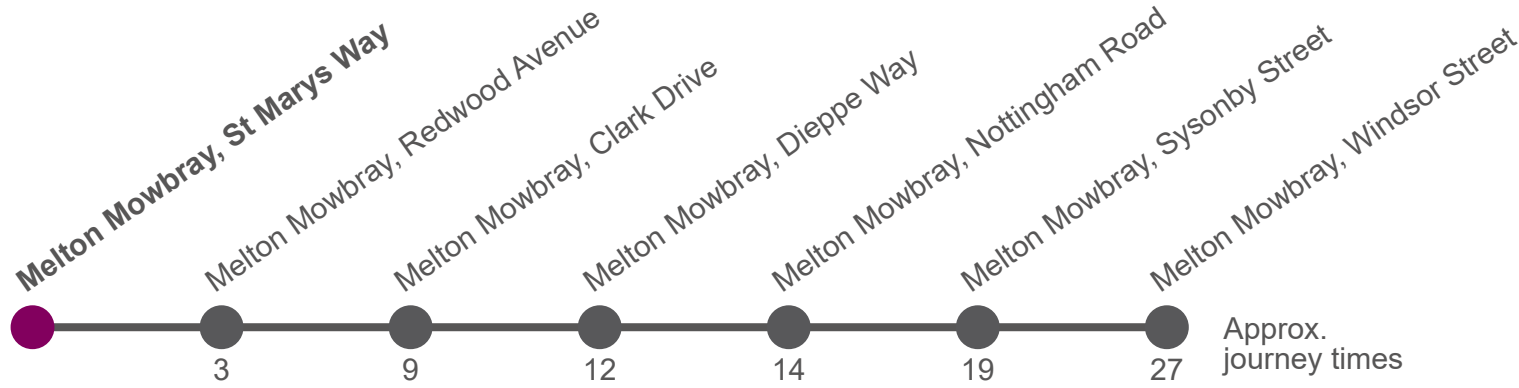 Melton Mowbray, St Marys Way
Melton Mowbray, Redwood Avenue
Melton Mowbray, Clark Drive
Melton Mowbray, Dieppe Way
Melton Mowbray, Nottingham Road
Melton Mowbray, Sysonby Street
Melton Mowbray, Windsor Street
3
9
12
14
19
27
Approx.
journey times